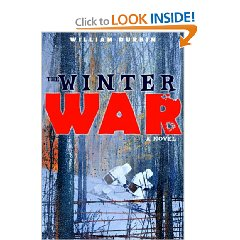 Click to LOOK INSIDE!
WILLIAM DURBIN
THE WINTER
WAR
A NOVEL